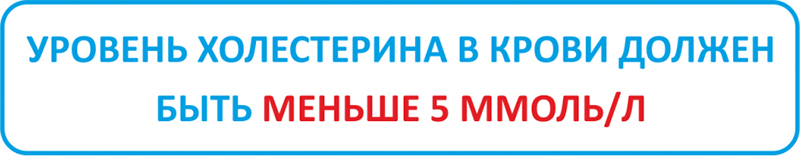 УРОВЕНЬ ХОЛЕСТЕРИНА В КРОВИ ДОЛЖЕН
БЫТЬ МЕНЬШЕ 5 ММОЛЬ/Л